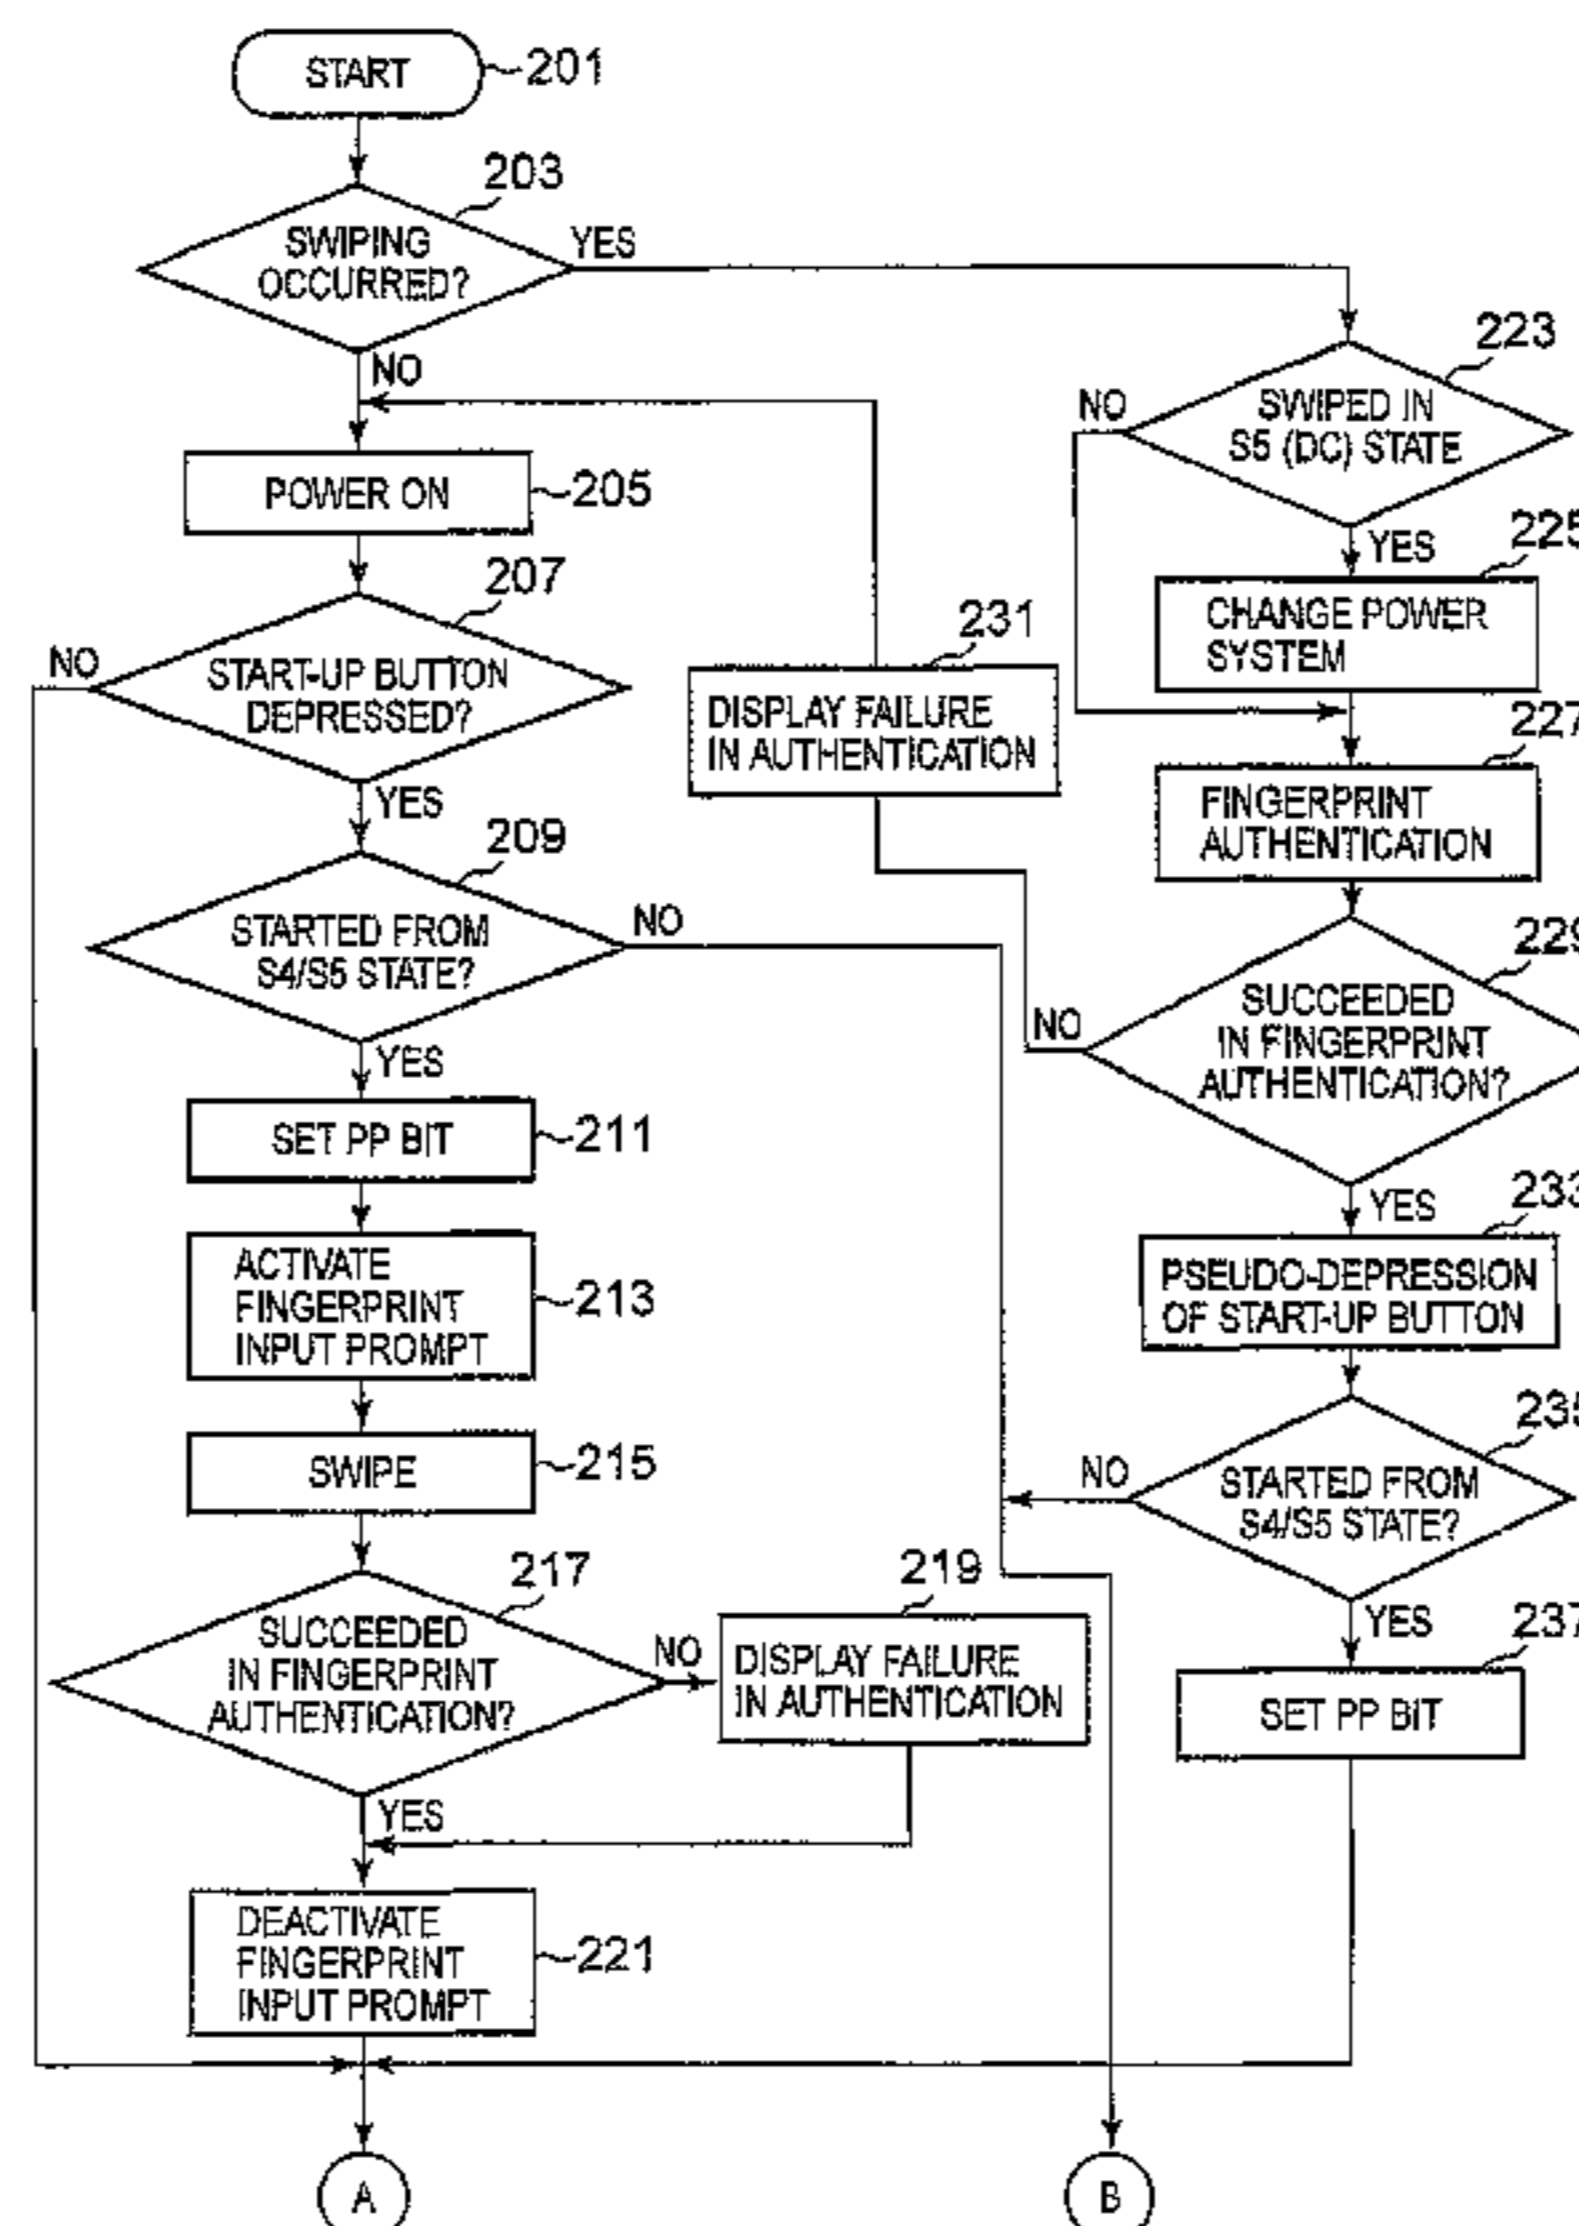 START
201
203
SWIPING
OCCURRED?
YES
NO
POWER ON
205
207
START-UP BUTTON
DEPRESSED?
NO
YES
209
STARTED FROM
S4/S5 STATE?
NO
YES
SET PP BIT
211
ACTIVATE
FINGERPRINT
INPUT PROMPT
213
SWIPE
215
217
SUCCEEDED
IN FINGERPRINT
AUTHENTICATION?
NO
YES
219
DISPLAY FAILURE
IN AUTHENTICATION
DEACTIVATE
FINGERPRINT
INPUT PROMPT
221
A
223
SWIPED IN
S5 (DC) STATE
NO
YES
225
CHANGE POWER
SYSTEM
227
FINGERPRINT
AUTHENTICATION
229
SUCCEEDED
IN FINGERPRINT
AUTHENTICATION?
NO
YES
231
DISPLAY FAILURE
IN AUTHENTICATION
233
PSEUDO-DEPRESSION
OF START-UP BUTTON
235
STARTED FROM
S4/S5 STATE?
NO
YES
237
SET PP BIT
B